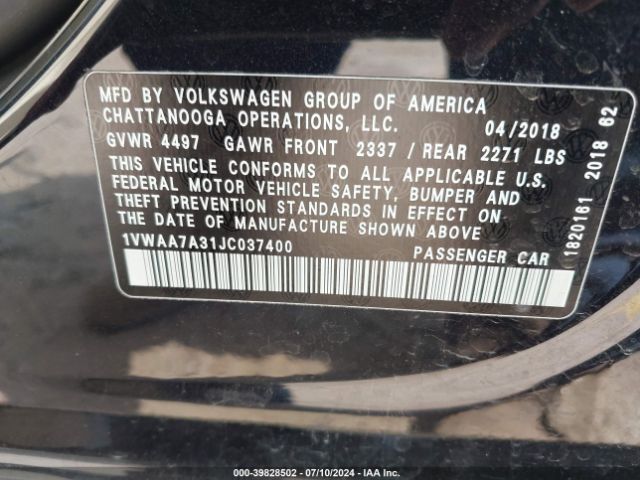 MFD BY VOLKSWAGEN GROUP OF AMERICA
CHATTANOOGA OPERATIONS, LLC. 04/2018
GVWR 4497 GAWR FRONT 2337 / REAR 2271 LBS
THIS VEHICLE CONFORMS TO ALL APPLICABLE U.S.
FEDERAL MOTOR VEHICLE SAFETY, BUMPER AND
THEFT PREVENTION STANDARDS IN EFFECT ON
THE DATE OF MANUFACTURE SHOWN ABOVE
1VWAA7A31JC037400 PASSENGER CAR
1820161 2018 62
000-39828502 - 07/10/2024 - IAA Inc.